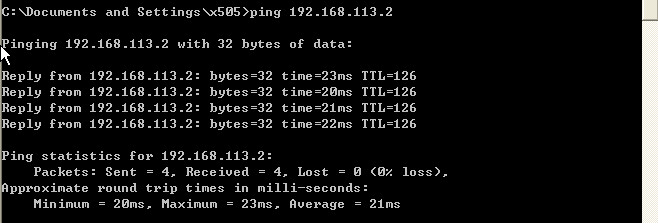 C:\Documents and Settings\x505>ping 192.168.113.2
Pinging 192.168.113.2 with 32 bytes of data:
Reply from 192.168.113.2: bytes=32 time=23ms TTL=126
Reply from 192.168.113.2: bytes=32 time=20ms TTL=126
Reply from 192.168.113.2: bytes=32 time=21ms TTL=126
Reply from 192.168.113.2: bytes=32 time=22ms TTL=126
Ping statistics for 192.168.113.2:
    Packets: Sent = 4, Received = 4, Lost = 0 (0% loss),
Approximate round trip times in milli-seconds:
    Minimum = 20ms, Maximum = 23ms, Average = 21ms